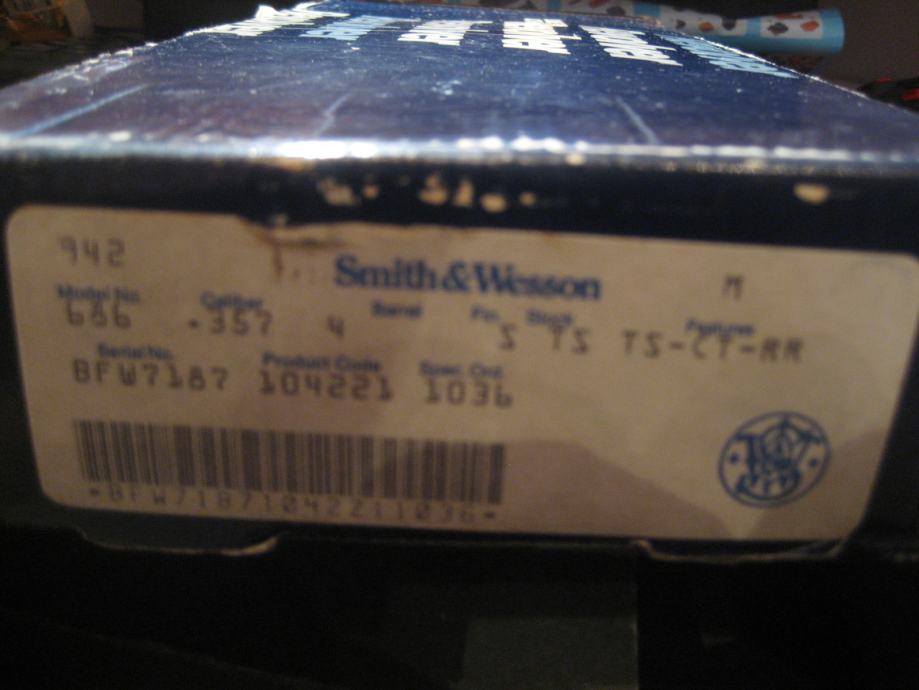 942
Smith & Wesson
M
Model No. Caliber Barrel Fin. Stock Features
686 .357 4 S TS TS-CT-RR
Serial No. Product Code Spec. Ord.
BFW7187 104221 1036
*BFW71871042211036*